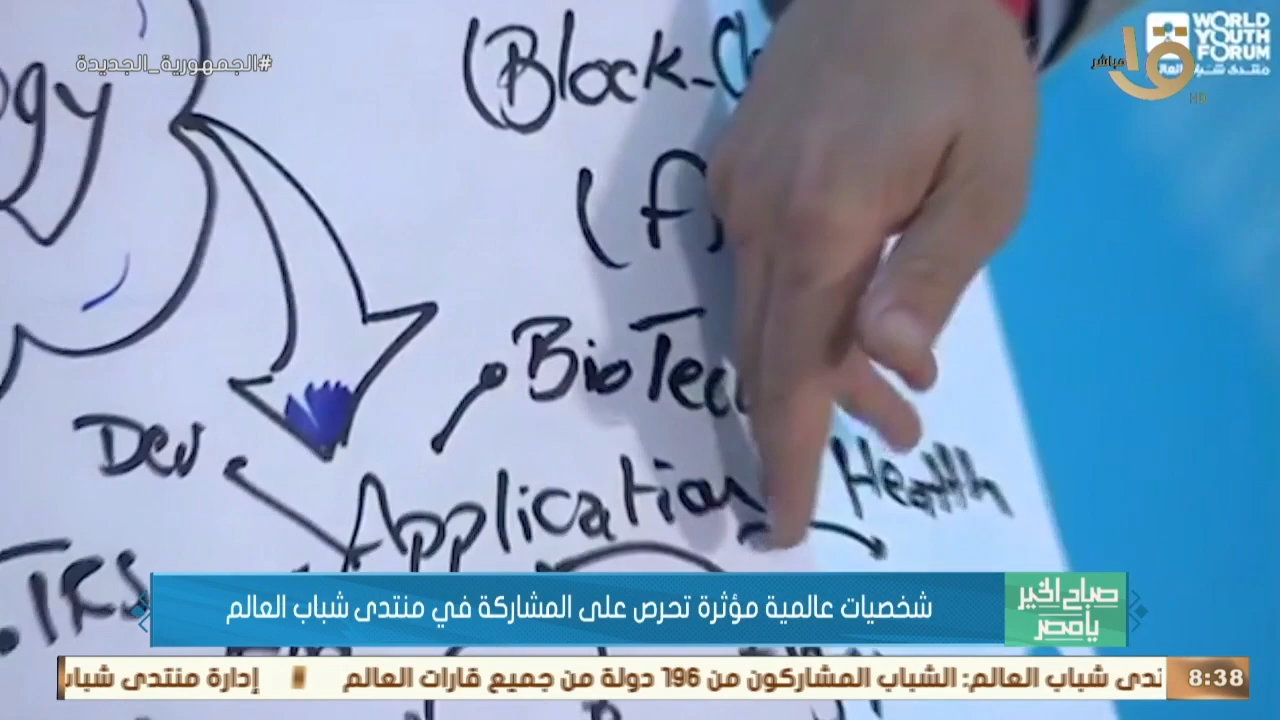 #الجمهورية_الجديدة
WORLD
YOUTH
FORUM
مباشر
HD
(Block-
BioTec
Dev
Application
Health
شخصيات عالمية مؤثرة تحرص على المشاركة في منتدى شباب العالم
صباح الخير
يا مصر
شباب العالم: الشباب المشاركون من 196 دولة من جميع قارات العالم
إدارة منتدى
8:38